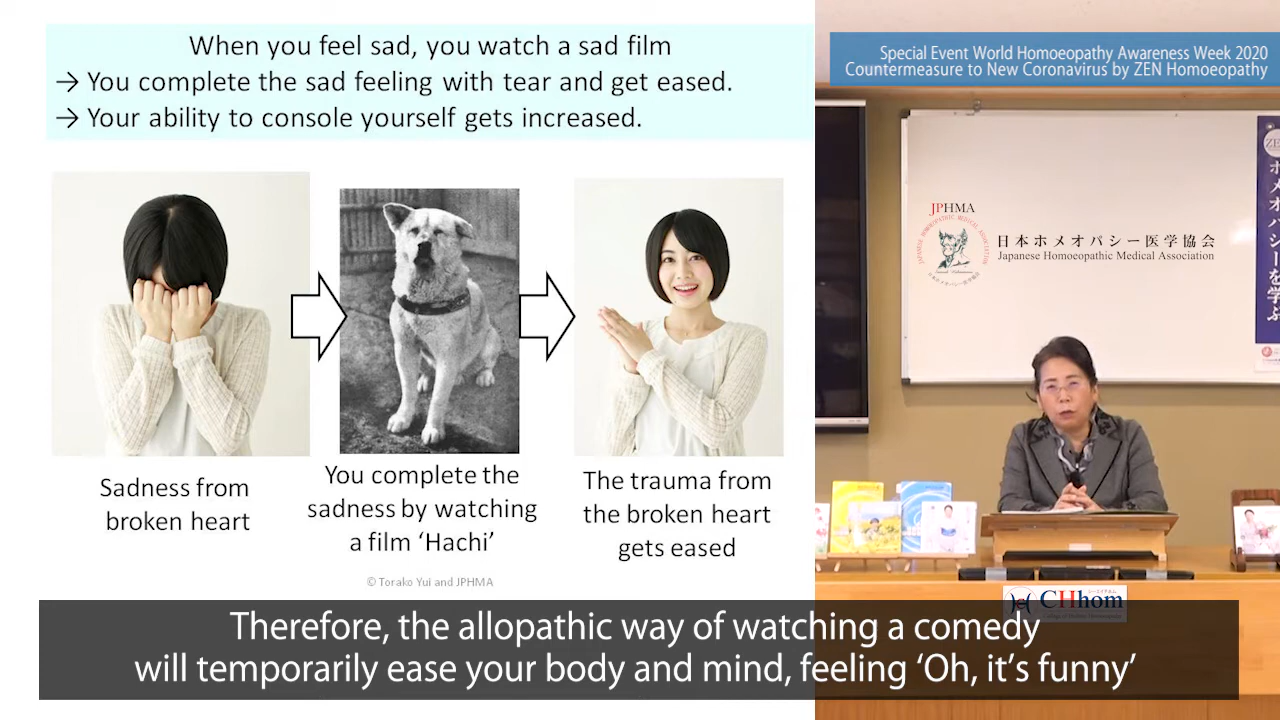 When you feel sad, you watch a sad film
→ You complete the sad feeling with tear and get eased.
→ Your ability to console yourself gets increased.
Special Event World Homoeopathy Awareness Week 2020
Countermeasure to New Coronavirus by ZEN Homoeopathy
JPHMA
日本ホメオパシー医学協会
Japanese Homoeopathic Medical Association
ホメオパシーを学ぶ
Sadness from
broken heart
You complete the
sadness by watching
a film ‘Hachi’
The trauma from
the broken heart
gets eased
© Torako Yui and JPHMA
CHhom
Therefore, the allopathic way of watching a comedy
will temporarily ease your body and mind, feeling ‘Oh, it’s funny’